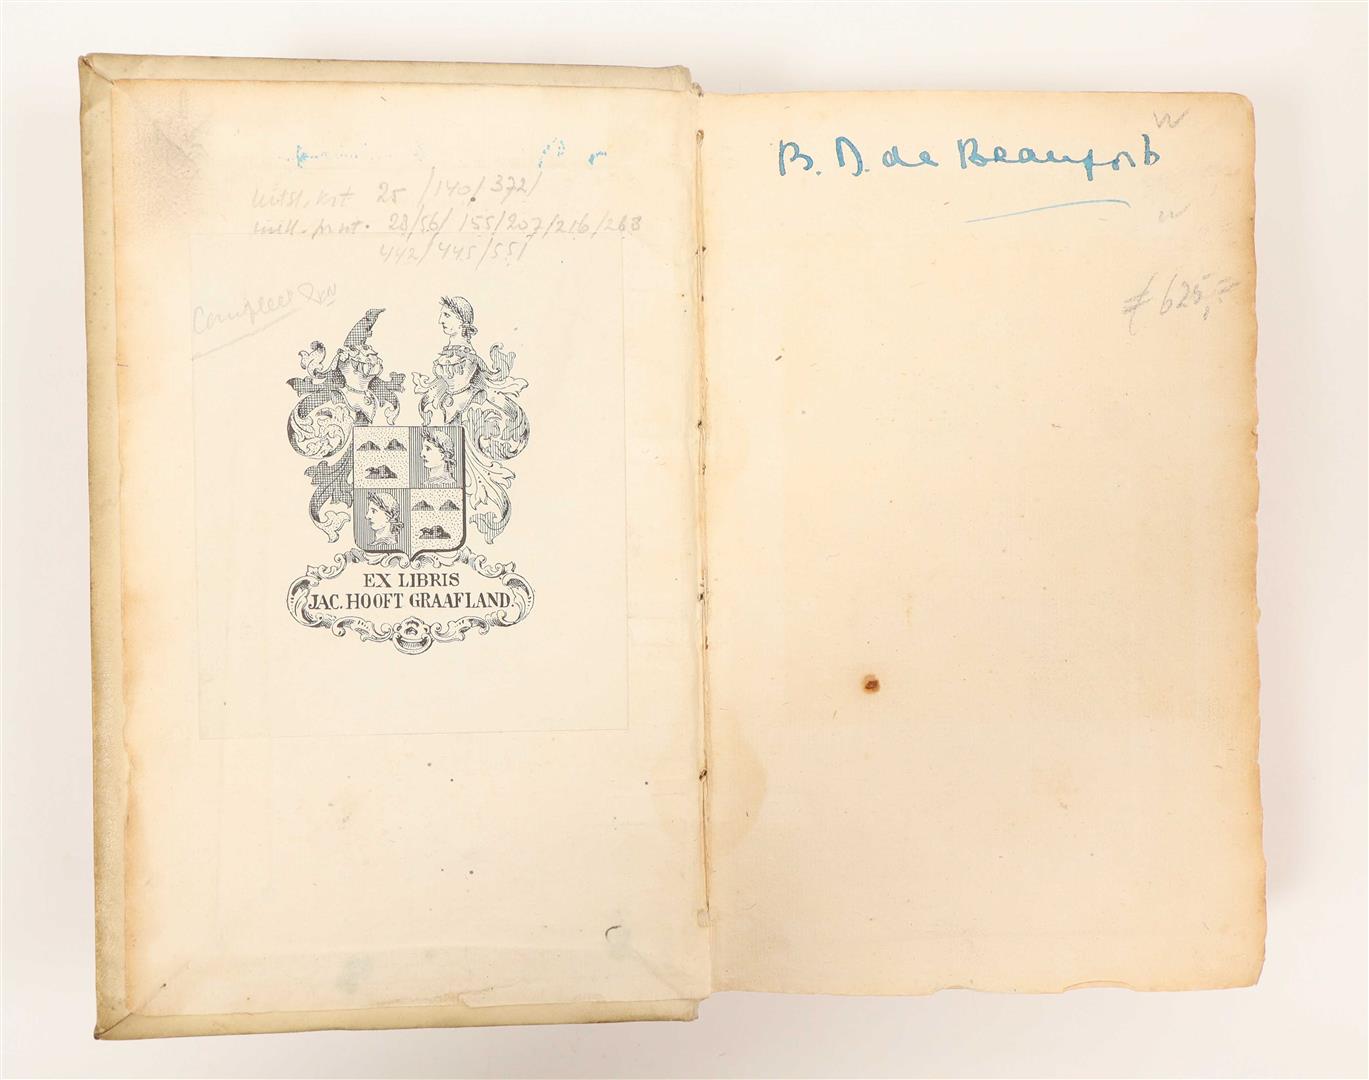 uitsl. krt 25 /140/372/
uitsl. prnt. 28/56/ 155/207/216/268
442/445/551
Compleet
EX LIBRIS
JAC. HOOFT GRAAFLAND.
B. D. de Beaufort
f 625,=